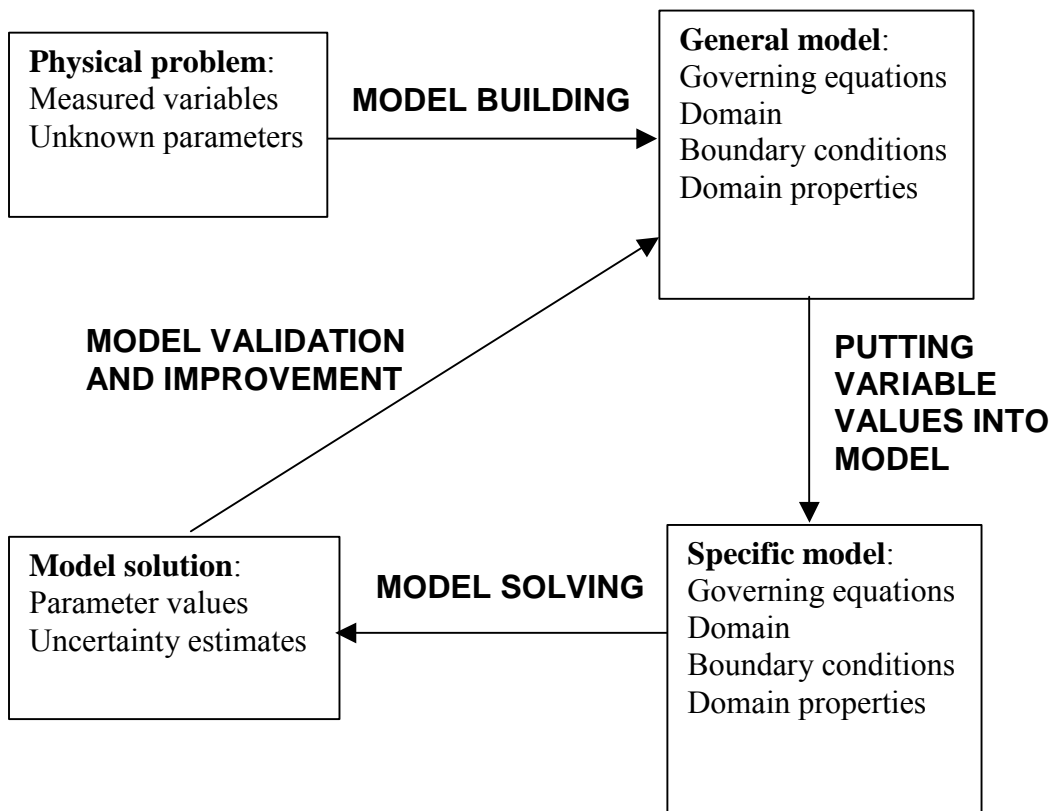 Physical problem:
Measured variables
Unknown parameters
MODEL BUILDING
General model:
Governing equations
Domain
Boundary conditions
Domain properties
MODEL VALIDATION
AND IMPROVEMENT
PUTTING
VARIABLE
VALUES INTO
MODEL
Model solution:
Parameter values
Uncertainty estimates
MODEL SOLVING
Specific model:
Governing equations
Domain
Boundary conditions
Domain properties